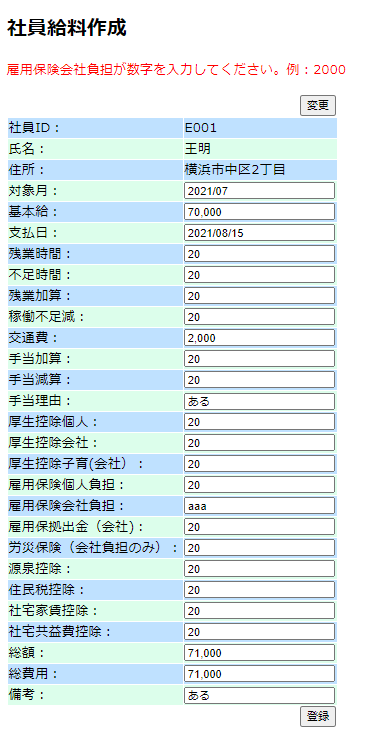 社員給料作成
雇用保険会社負担が数字を入力してください。例：2000
変更
社員ID： E001
氏名： 王明
住所： 横浜市中区2丁目
対象月： 2021/07
基本給： 70,000
支払日： 2021/08/15
残業時間： 20
不足時間： 20
残業加算： 20
稼働不足減： 20
交通費： 2,000
手当加算： 20
手当減算： 20
手当理由： ある
厚生控除個人： 20
厚生控除会社： 20
厚生控除子育(会社）： 20
雇用保険個人負担： 20
雇用保険会社負担： aaa
雇用保拠出金（会社)： 20
労災保険（会社負担のみ）： 20
源泉控除： 20
住民税控除： 20
社宅家賃控除： 20
社宅共益費控除： 20
総額： 71,000
総費用： 71,000
備考： ある
登録